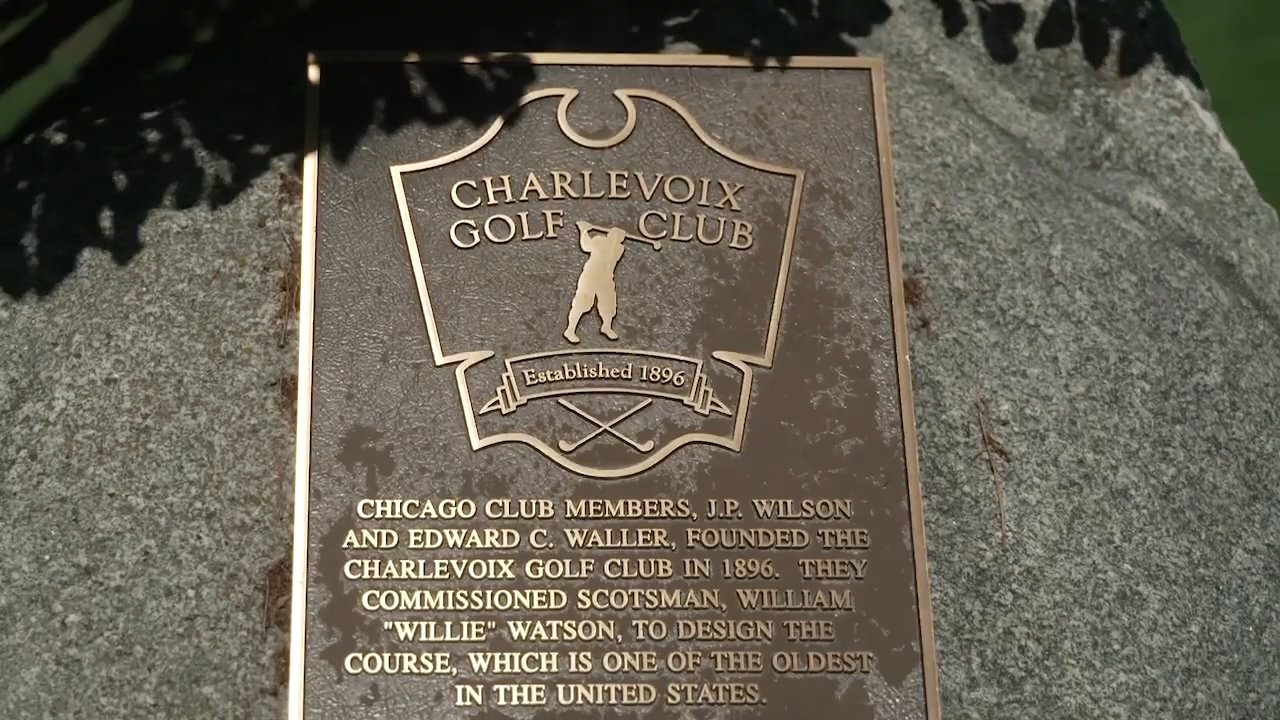 CHARLEVOIX
GOLF CLUB
Established 1896
CHICAGO CLUB MEMBERS, J.P. WILSON
AND EDWARD C. WALLER, FOUNDED THE
CHARLEVOIX GOLF CLUB IN 1896. THEY
COMMISSIONED SCOTSMAN, WILLIAM
"WILLIE" WATSON, TO DESIGN THE
COURSE, WHICH IS ONE OF THE OLDEST
IN THE UNITED STATES.